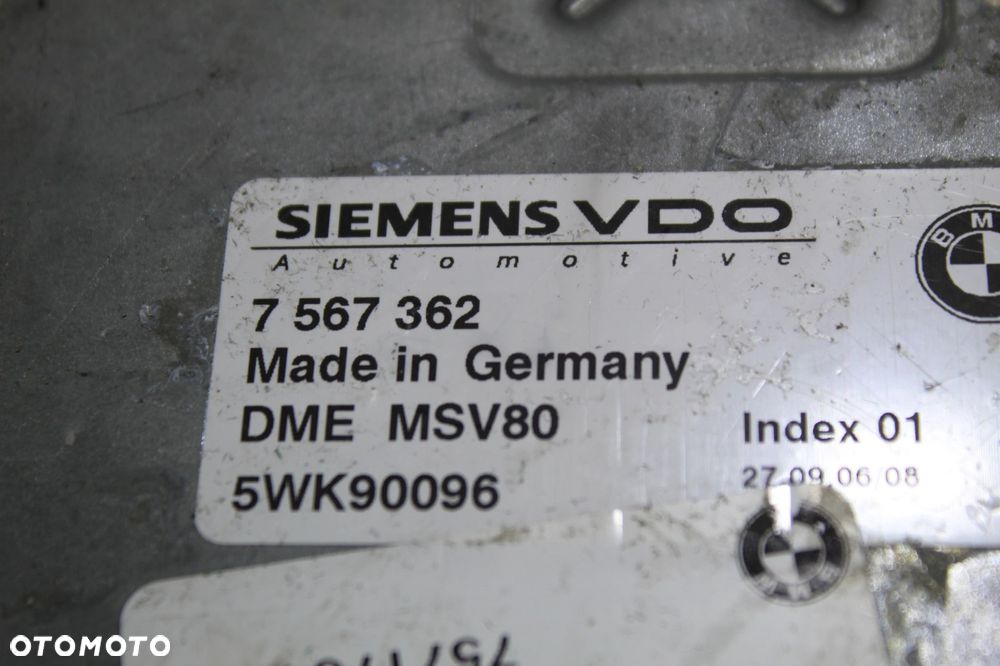 SIEMENS VDO
Automotive
7 567 362
Made in Germany
DME MSV80
Index 01
5WK90096
27.09.06/08
BMW
OTOMOTO